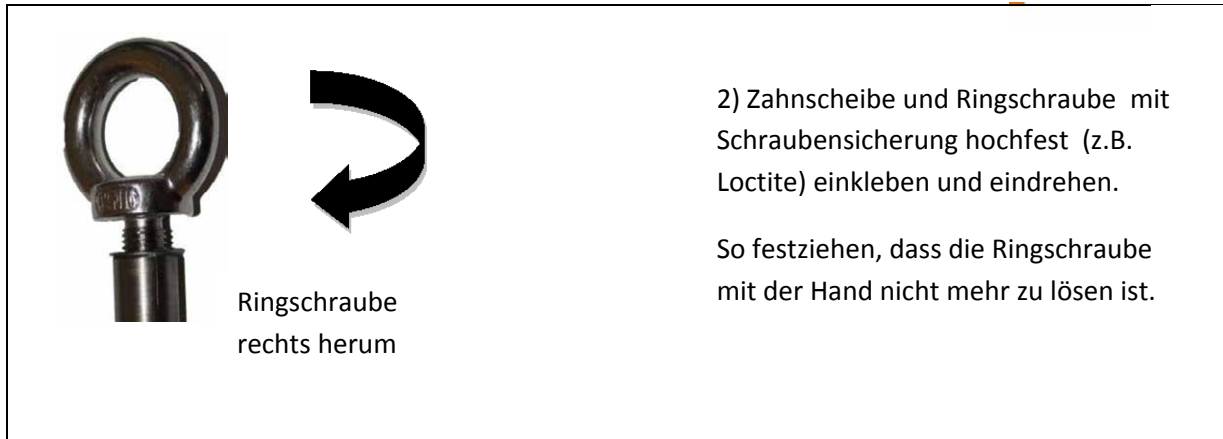 2) Zahnscheibe und Ringschraube mit
Schraubensicherung hochfest (z.B.
Loctite) einkleben und eindrehen.
So festziehen, dass die Ringschraube
mit der Hand nicht mehr zu lösen ist.
Ringschraube
rechts herum